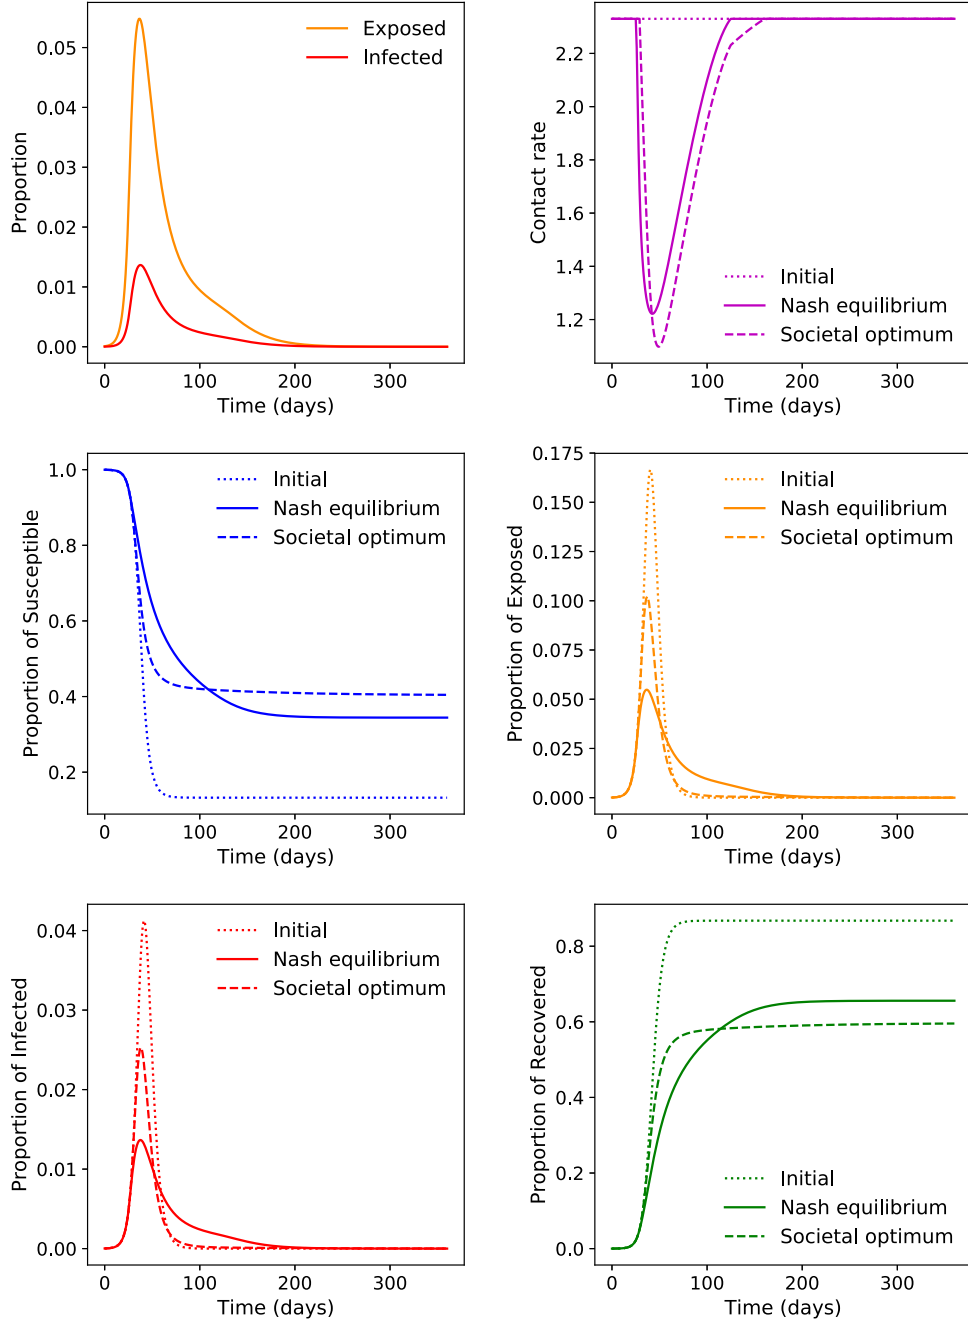 Exposed
Infected
0.05
0.04
0.03
0.02
0.01
0.00
Proportion
0
100
200
300
Time (days)
2.2
2.0
1.8
1.6
1.4
1.2
Contact rate
Initial
Nash equilibrium
Societal optimum
0
100
200
300
Time (days)
1.0
0.8
0.6
0.4
0.2
Proportion of Susceptible
Initial
Nash equilibrium
Societal optimum
0
100
200
300
Time (days)
0.175
0.150
0.125
0.100
0.075
0.050
0.025
0.000
Proportion of Exposed
Initial
Nash equilibrium
Societal optimum
0
100
200
300
Time (days)
0.04
0.03
0.02
0.01
0.00
Proportion of Infected
Initial
Nash equilibrium
Societal optimum
0
100
200
300
Time (days)
0.8
0.6
0.4
0.2
0.0
Proportion of Recovered
Initial
Nash equilibrium
Societal optimum
0
100
200
300
Time (days)